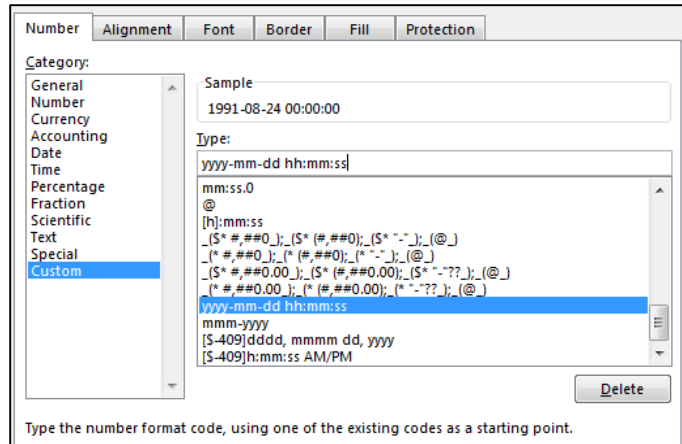 Number Alignment Font Border Fill Protection
Category:
General
Number
Currency
Accounting
Date
Time
Percentage
Fraction
Scientific
Text
Special
Custom
Sample
1991-08-24 00:00:00
Type:
yyyy-mm-dd hh:mm:ss
mm:ss.0
@
[h]:mm:ss
_($* #,##0_);_($* (#,##0);_($* "-"_);_(@_)
_(* #,##0_);_(* (#,##0);_(* "-"_);_(@_)
_($* #,##0.00_);_($* (#,##0.00);_($* "-"??_);_(@_)
_(* #,##0.00_);_(* (#,##0.00);_(* "-"??_);_(@_)
yyyy-mm-dd hh:mm:ss
mmm-yyyy
[$-409]dddd, mmmm dd, yyyy
[$-409]h:mm:ss AM/PM
Delete
Type the number format code, using one of the existing codes as a starting point.